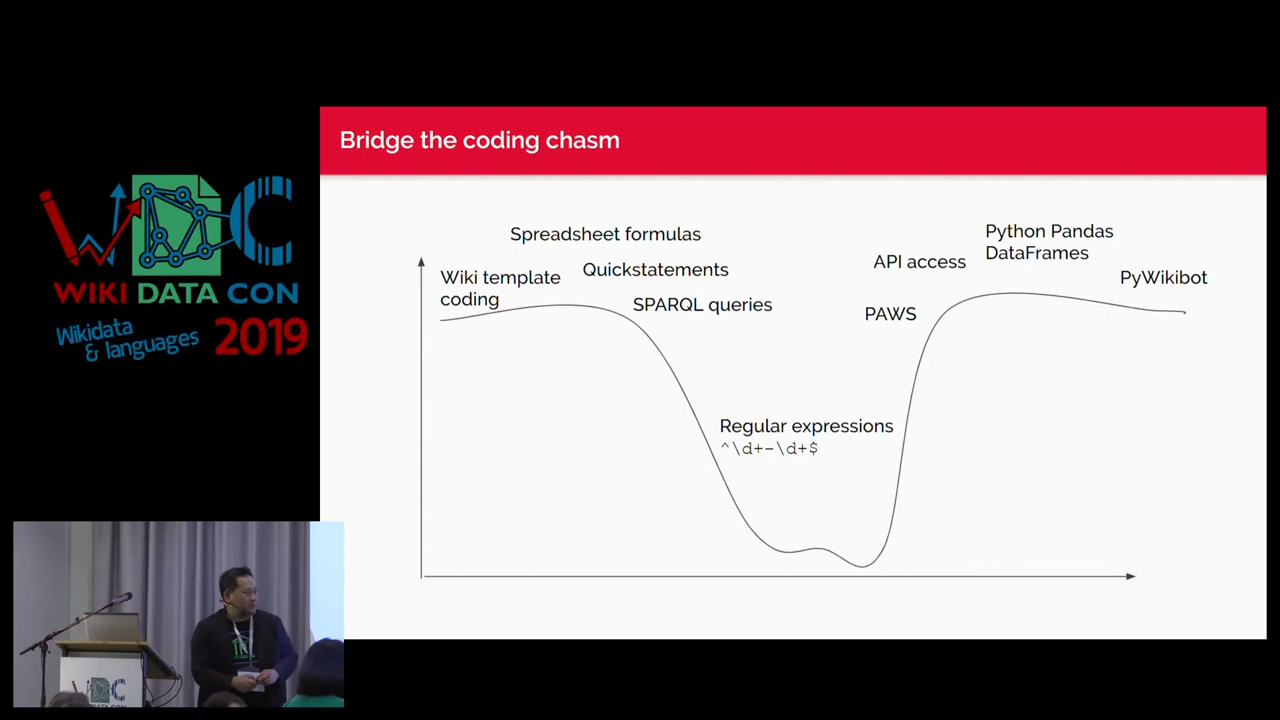 Bridge the coding chasm
WDC
WIKI DATA CON
Wikidata
& languages 2019
Spreadsheet formulas
Wiki template
coding
Quickstatements
SPARQL queries
API access
Python Pandas
DataFrames
PyWikibot
PAWS
Regular expressions
^\d+-\d+$